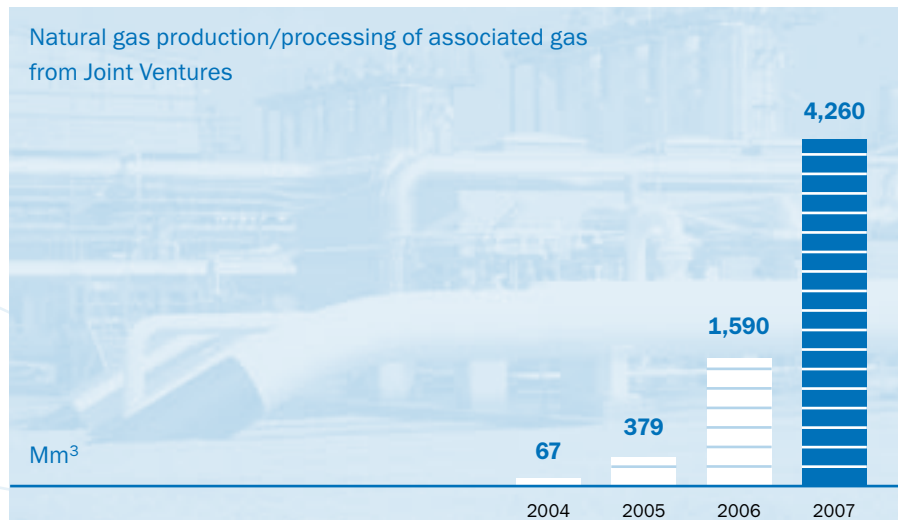 Natural gas production/processing of associated gas
from Joint Ventures
4,260
1,590
379
67
Mm³
2004 2005 2006 2007